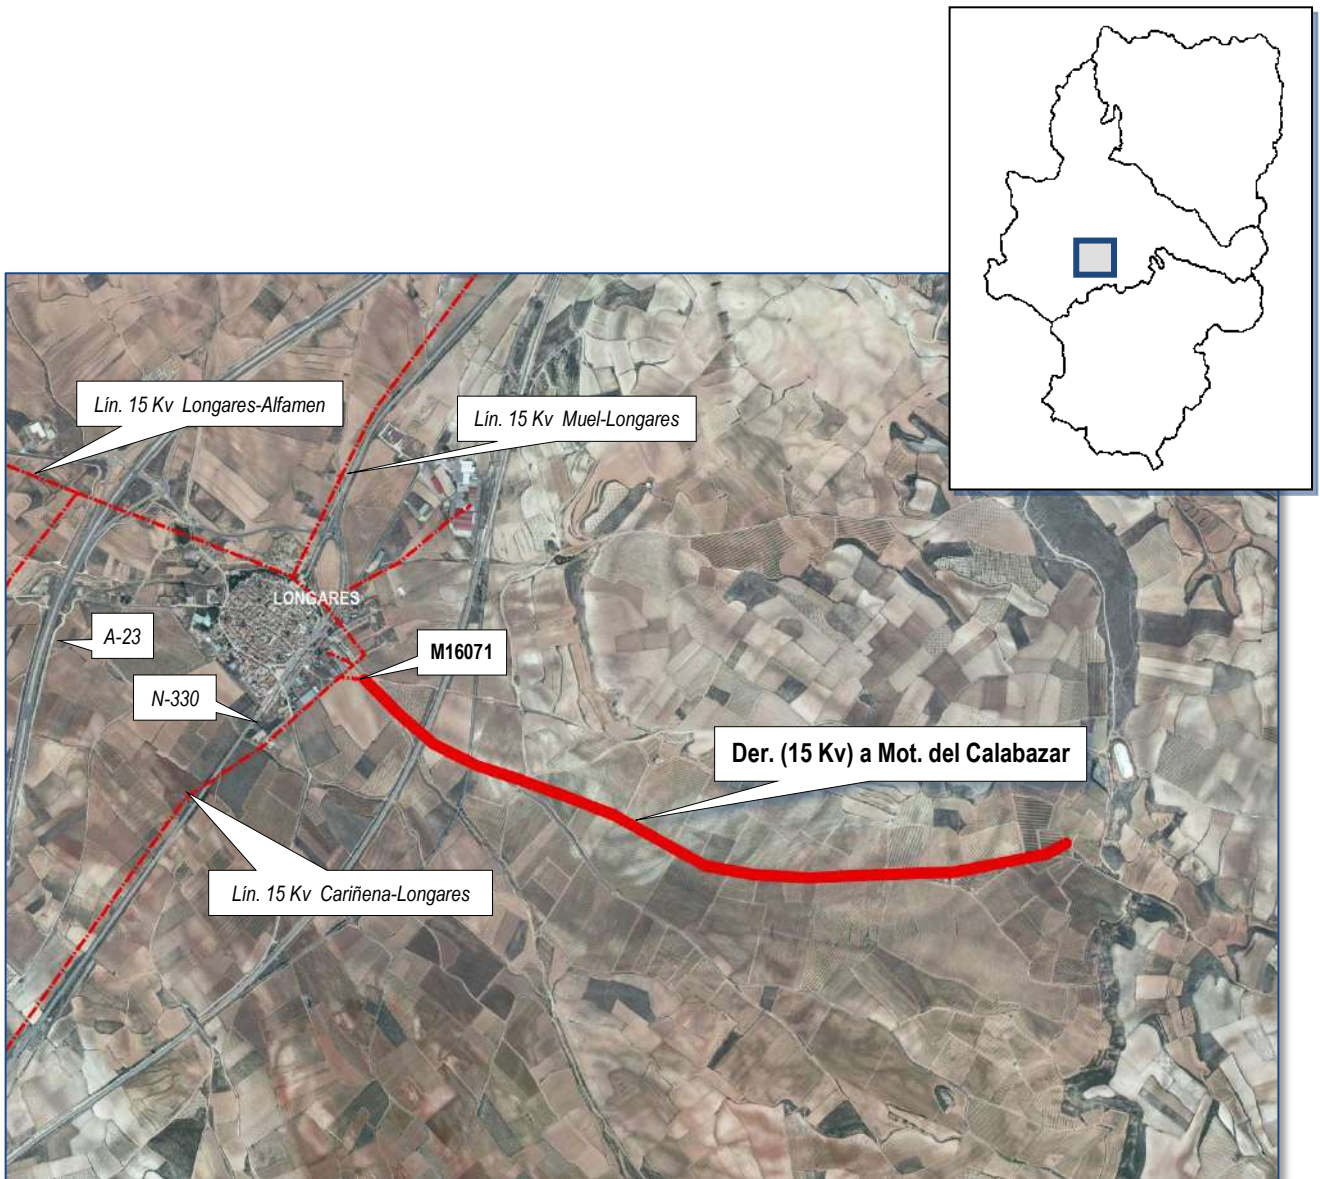 Lín. 15 Kv Longares-Alfamen
Lín. 15 Kv Muel-Longares
LONGARES
A-23
M16071
N-330
Der. (15 Kv) a Mot. del Calabazar
Lín. 15 Kv Cariñena-Longares